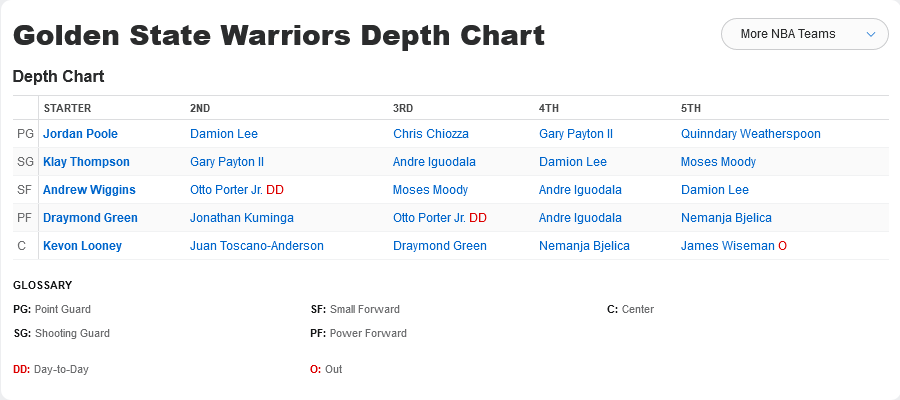 Golden State Warriors Depth Chart
More NBA Teams
Depth Chart
STARTER 2ND 3RD 4TH 5TH
PG Jordan Poole Damion Lee Chris Chiozza Gary Payton II Quinndary Weatherspoon
SG Klay Thompson Gary Payton II Andre Iguodala Damion Lee Moses Moody
SF Andrew Wiggins Otto Porter Jr. DD Moses Moody Andre Iguodala Damion Lee
PF Draymond Green Jonathan Kuminga Otto Porter Jr. DD Andre Iguodala Nemanja Bjelica
C Kevon Looney Juan Toscano-Anderson Draymond Green Nemanja Bjelica James Wiseman O
GLOSSARY
PG: Point Guard SF: Small Forward C: Center
SG: Shooting Guard PF: Power Forward
DD: Day-to-Day O: Out